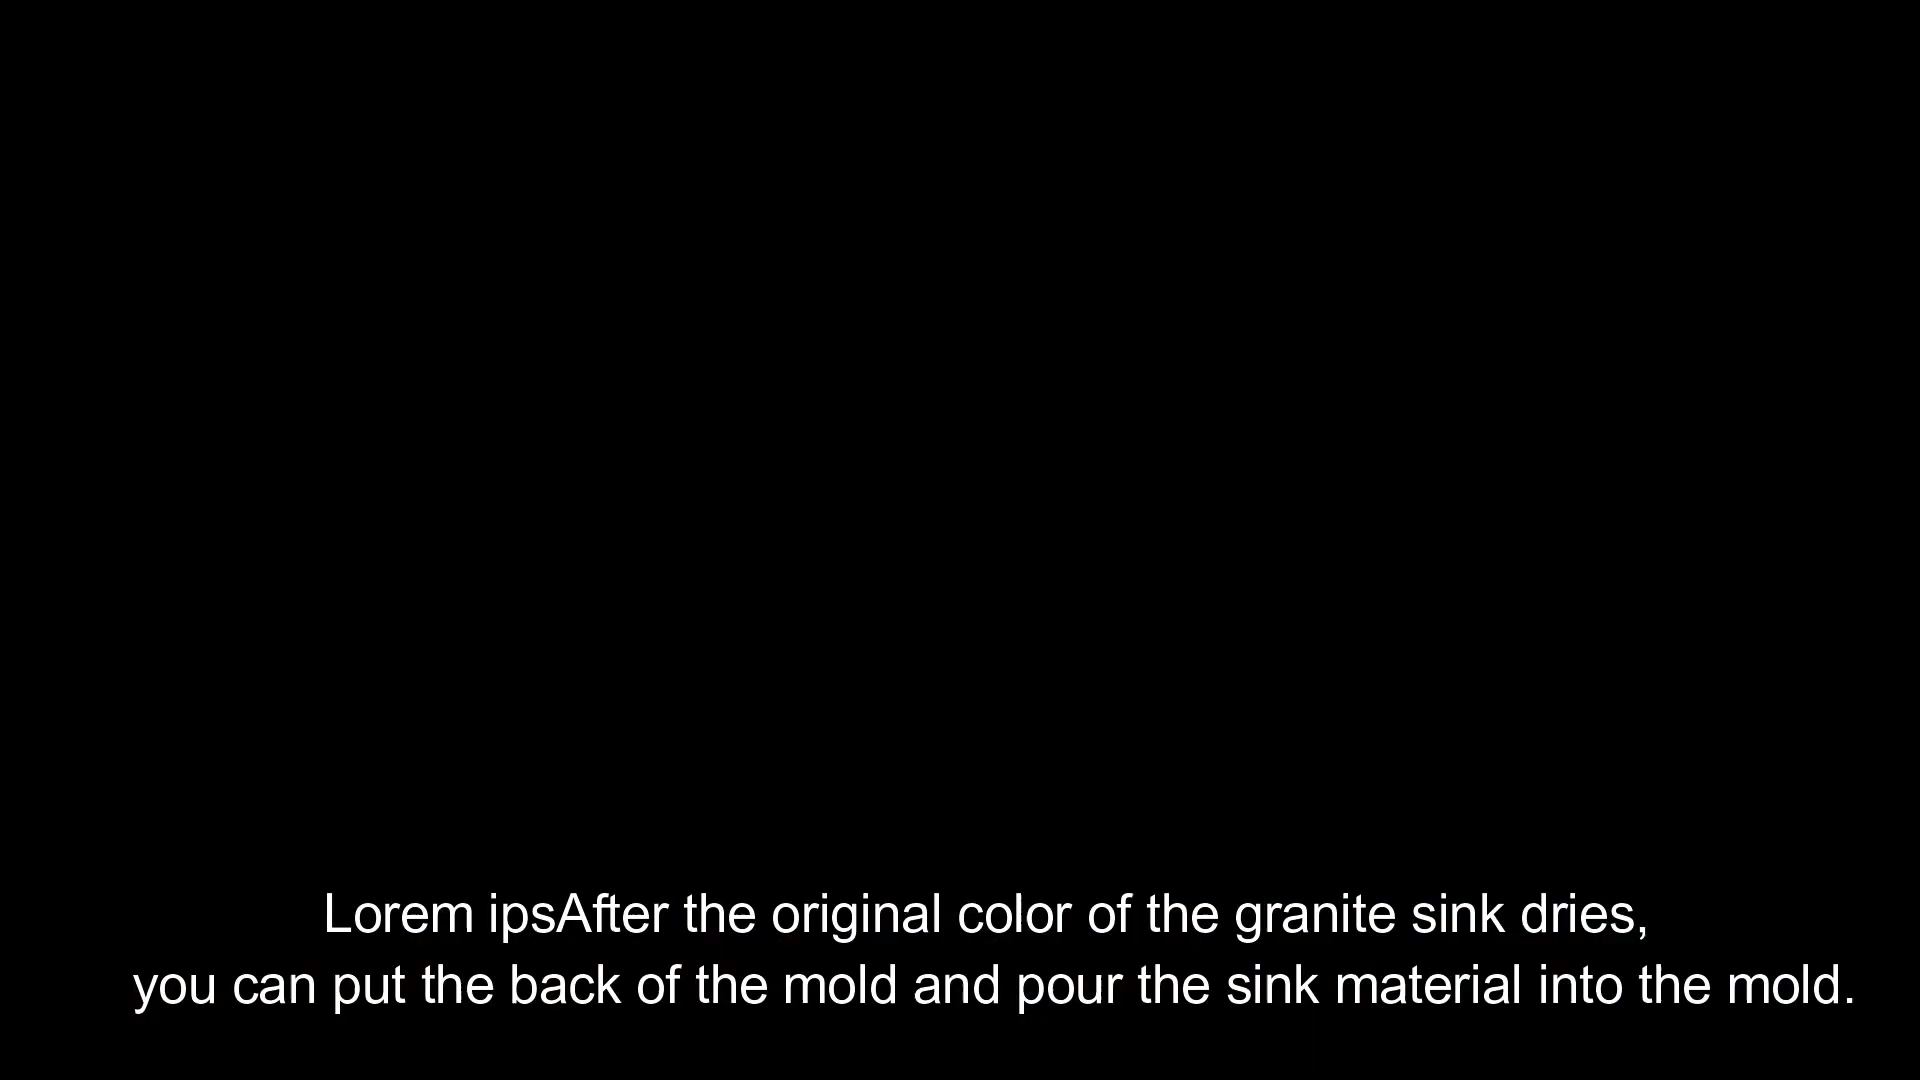 Lorem ipsAfter the original color of the granite sink dries,
you can put the back of the mold and pour the sink material into the mold.